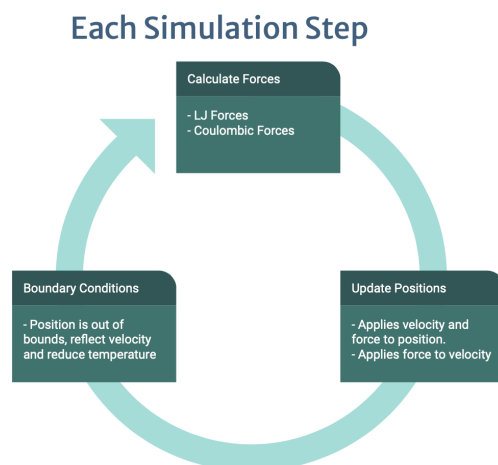 Each Simulation Step
Calculate Forces
- LJ Forces
- Coulombic Forces
Boundary Conditions
- Position is out of
bounds, reflect velocity
and reduce temperature
Update Positions
- Applies velocity and
force to position.
- Applies force to velocity